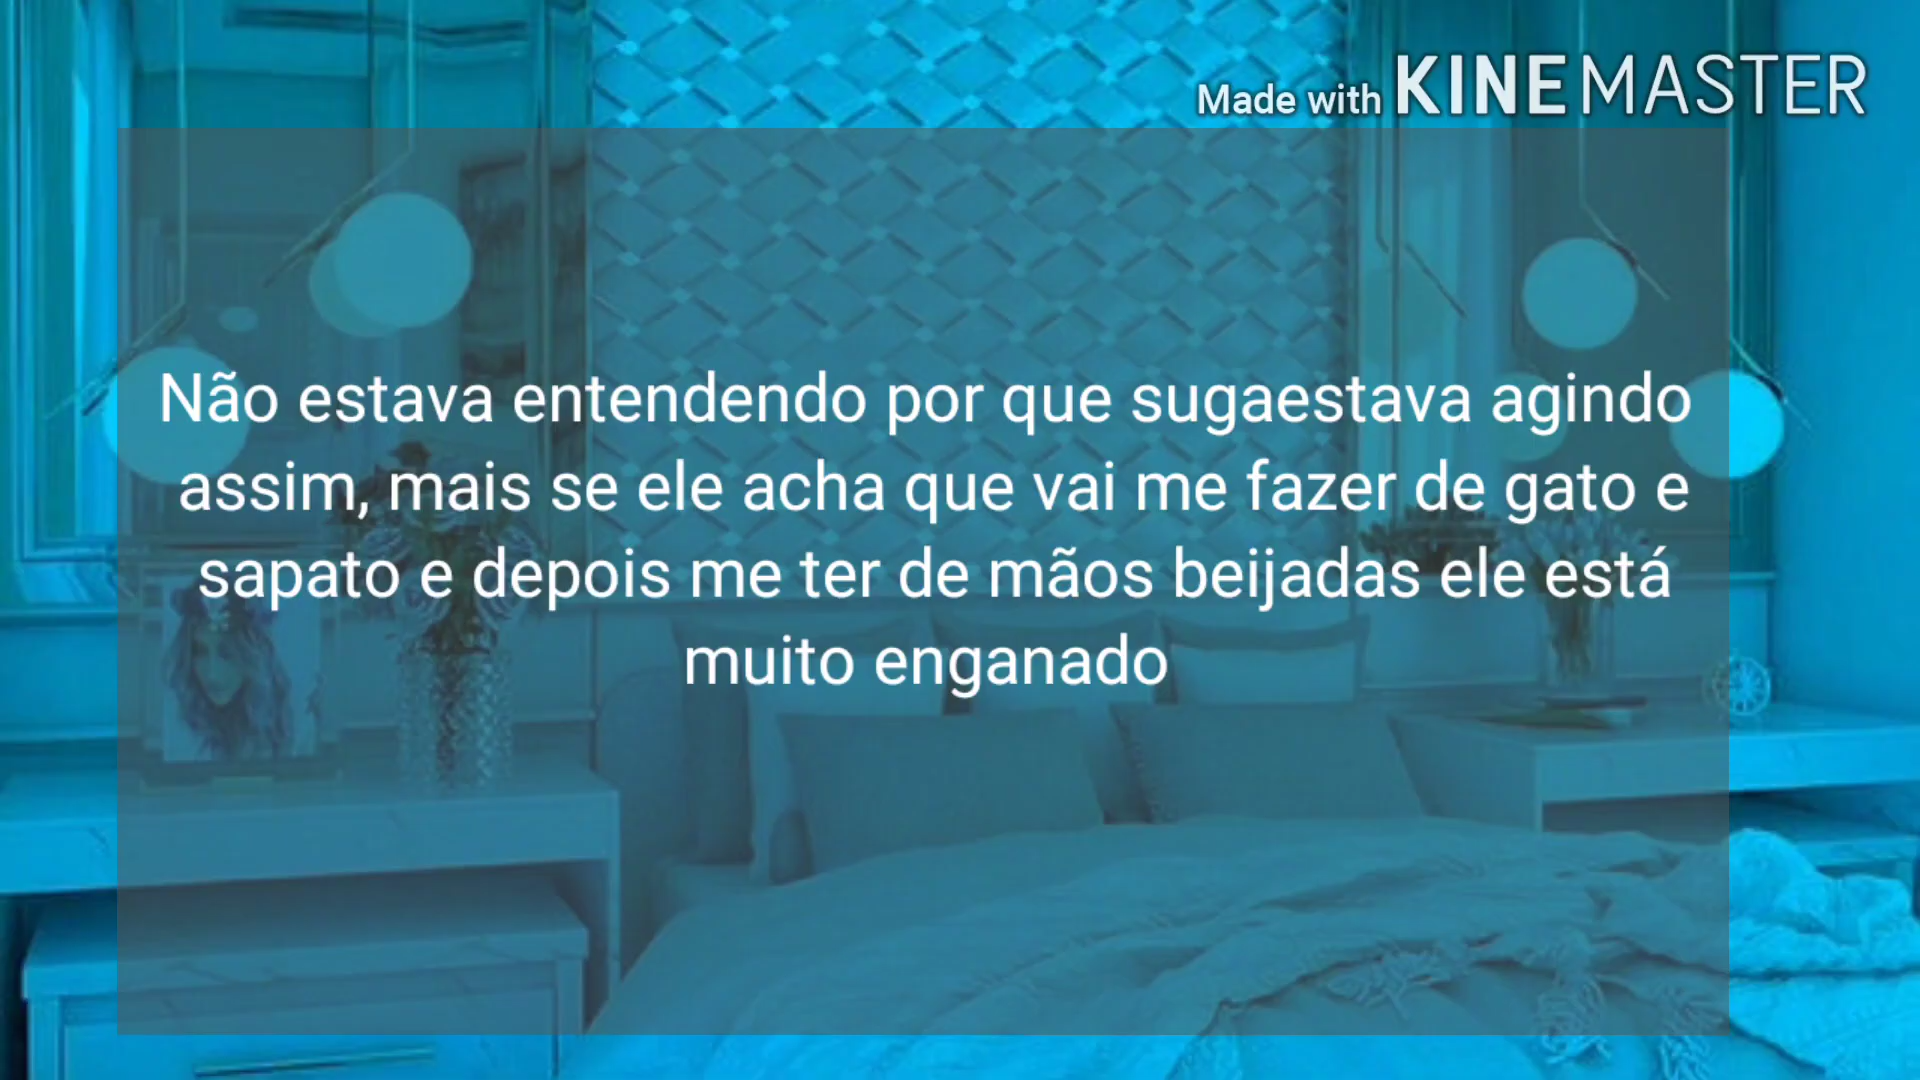 Made with KINEMASTER
Não estava entendendo por que sugaestava agindo
assim, mais se ele acha que vai me fazer de gato e
sapato e depois me ter de mãos beijadas ele está
muito enganado